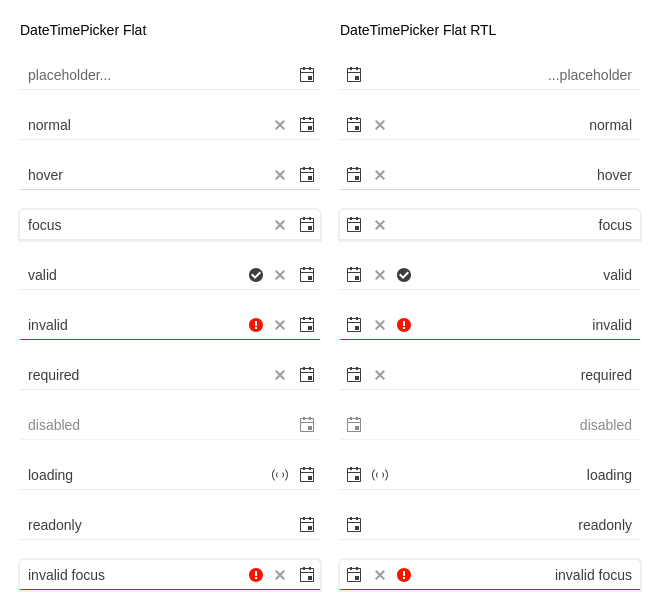 DateTimePicker Flat
placeholder...
normal
hover
focus
valid
invalid
required
disabled
loading
readonly
invalid focus
DateTimePicker Flat RTL
...placeholder
normal
hover
focus
valid
invalid
required
disabled
loading
readonly
invalid focus